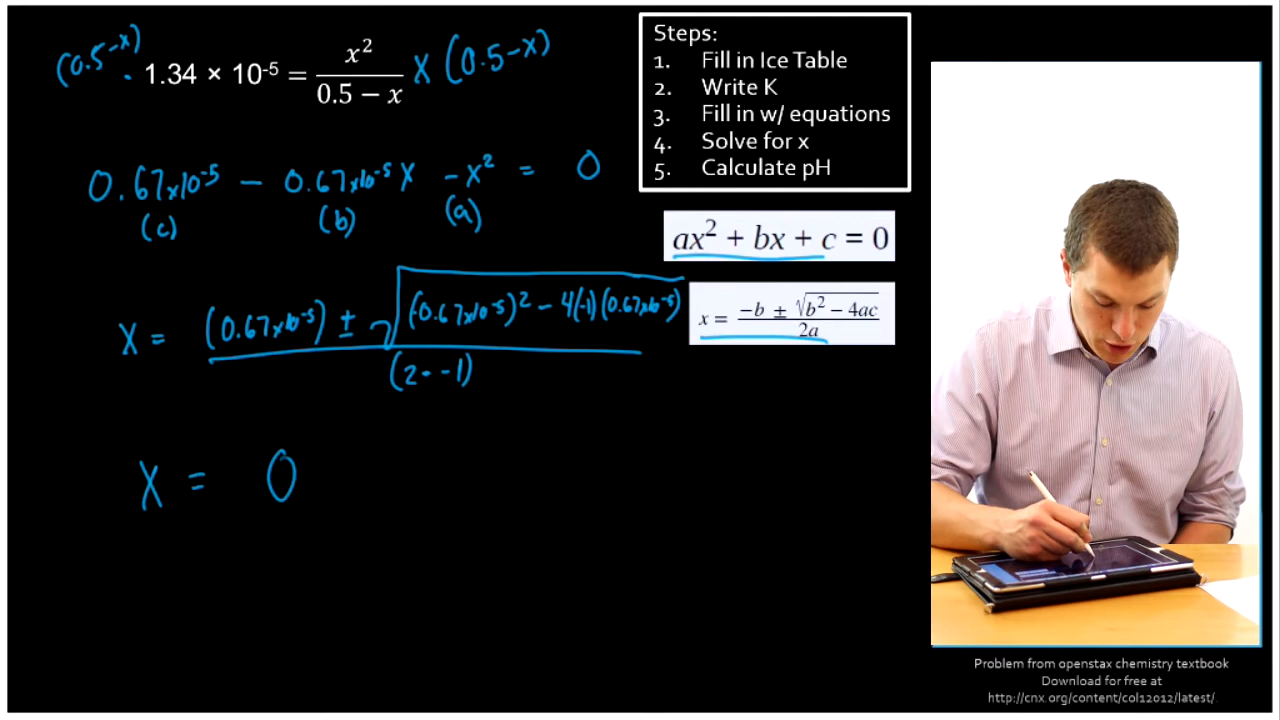 (0.5-x) · 1.34 × 10⁻⁵ = x² / (0.5 − x) × (0.5-x)
0.67x10⁻⁵ − 0.67x10⁻⁵ x − x² = 0
(c) (b) (a)
x = (0.67x10⁻⁵) ± √((-0.67x10⁻⁵)² − 4(-1)(0.67x10⁻⁵)) / (2 · -1)
x = 0
Steps:
1. Fill in Ice Table
2. Write K
3. Fill in w/ equations
4. Solve for x
5. Calculate pH
ax² + bx + c = 0
x = (−b ± √(b² − 4ac)) / 2a
Problem from openstax chemistry textbook
Download for free at
http://cnx.org/content/col12012/latest/.